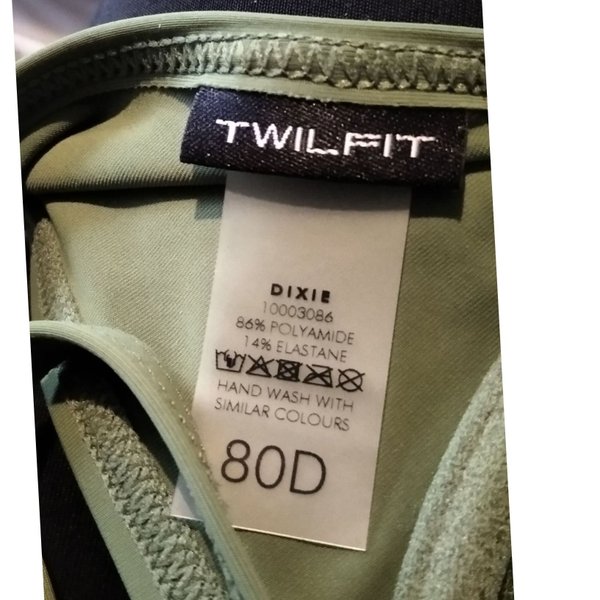 TWILFIT
DIXIE
10003086
86% POLYAMIDE
14% ELASTANE
HAND WASH WITH
SIMILAR COLOURS
80D